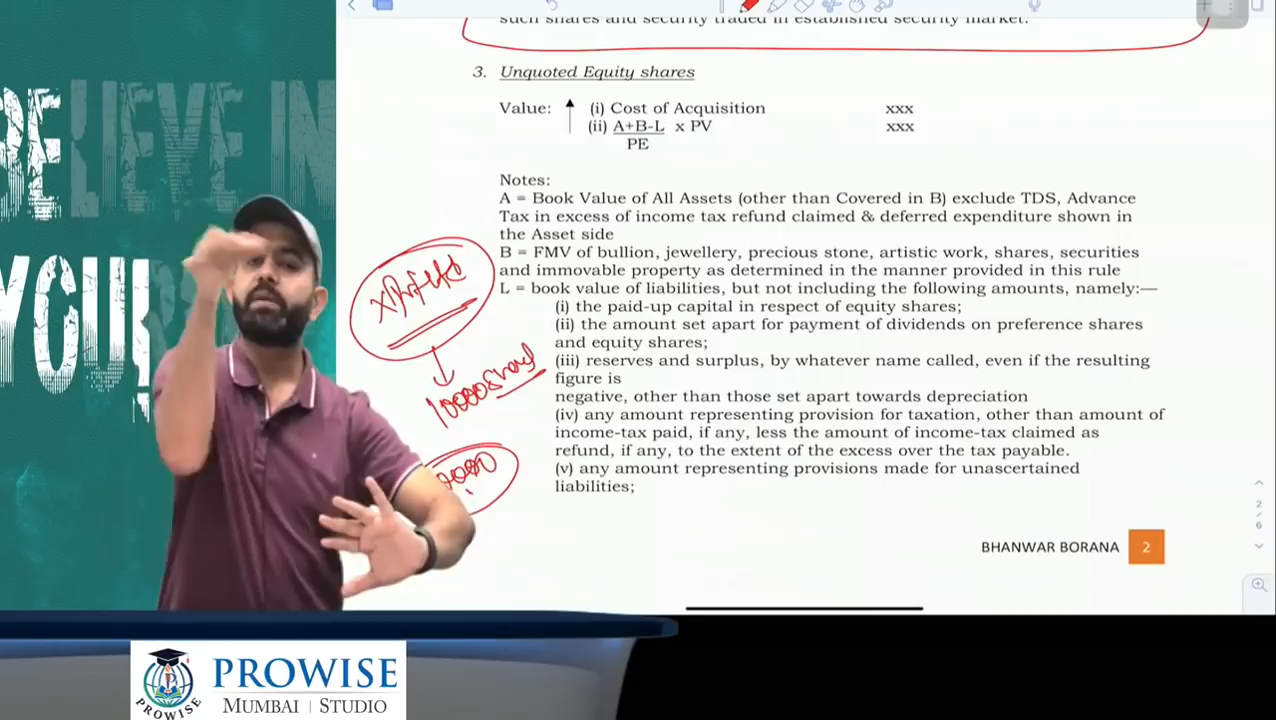 such shares and security traded in established security market.
3. Unquoted Equity shares
Value: (i) Cost of Acquisition xxx
(ii) A+B-L x PV xxx
PE
Notes:
A = Book Value of All Assets (other than Covered in B) exclude TDS, Advance
Tax in excess of income tax refund claimed & deferred expenditure shown in
the Asset side
B = FMV of bullion, jewellery, precious stone, artistic work, shares, securities
and immovable property as determined in the manner provided in this rule
L = book value of liabilities, but not including the following amounts, namely:—
(i) the paid-up capital in respect of equity shares;
(ii) the amount set apart for payment of dividends on preference shares
and equity shares;
(iii) reserves and surplus, by whatever name called, even if the resulting
figure is
negative, other than those set apart towards depreciation
(iv) any amount representing provision for taxation, other than amount of
income-tax paid, if any, less the amount of income-tax claimed as
refund, if any, to the extent of the excess over the tax payable.
(v) any amount representing provisions made for unascertained
liabilities;
BHANWAR BORANA 2
2
6
BELIEVE IN
YOUR
PROWISE
PROWISE
MUMBAI | STUDIO